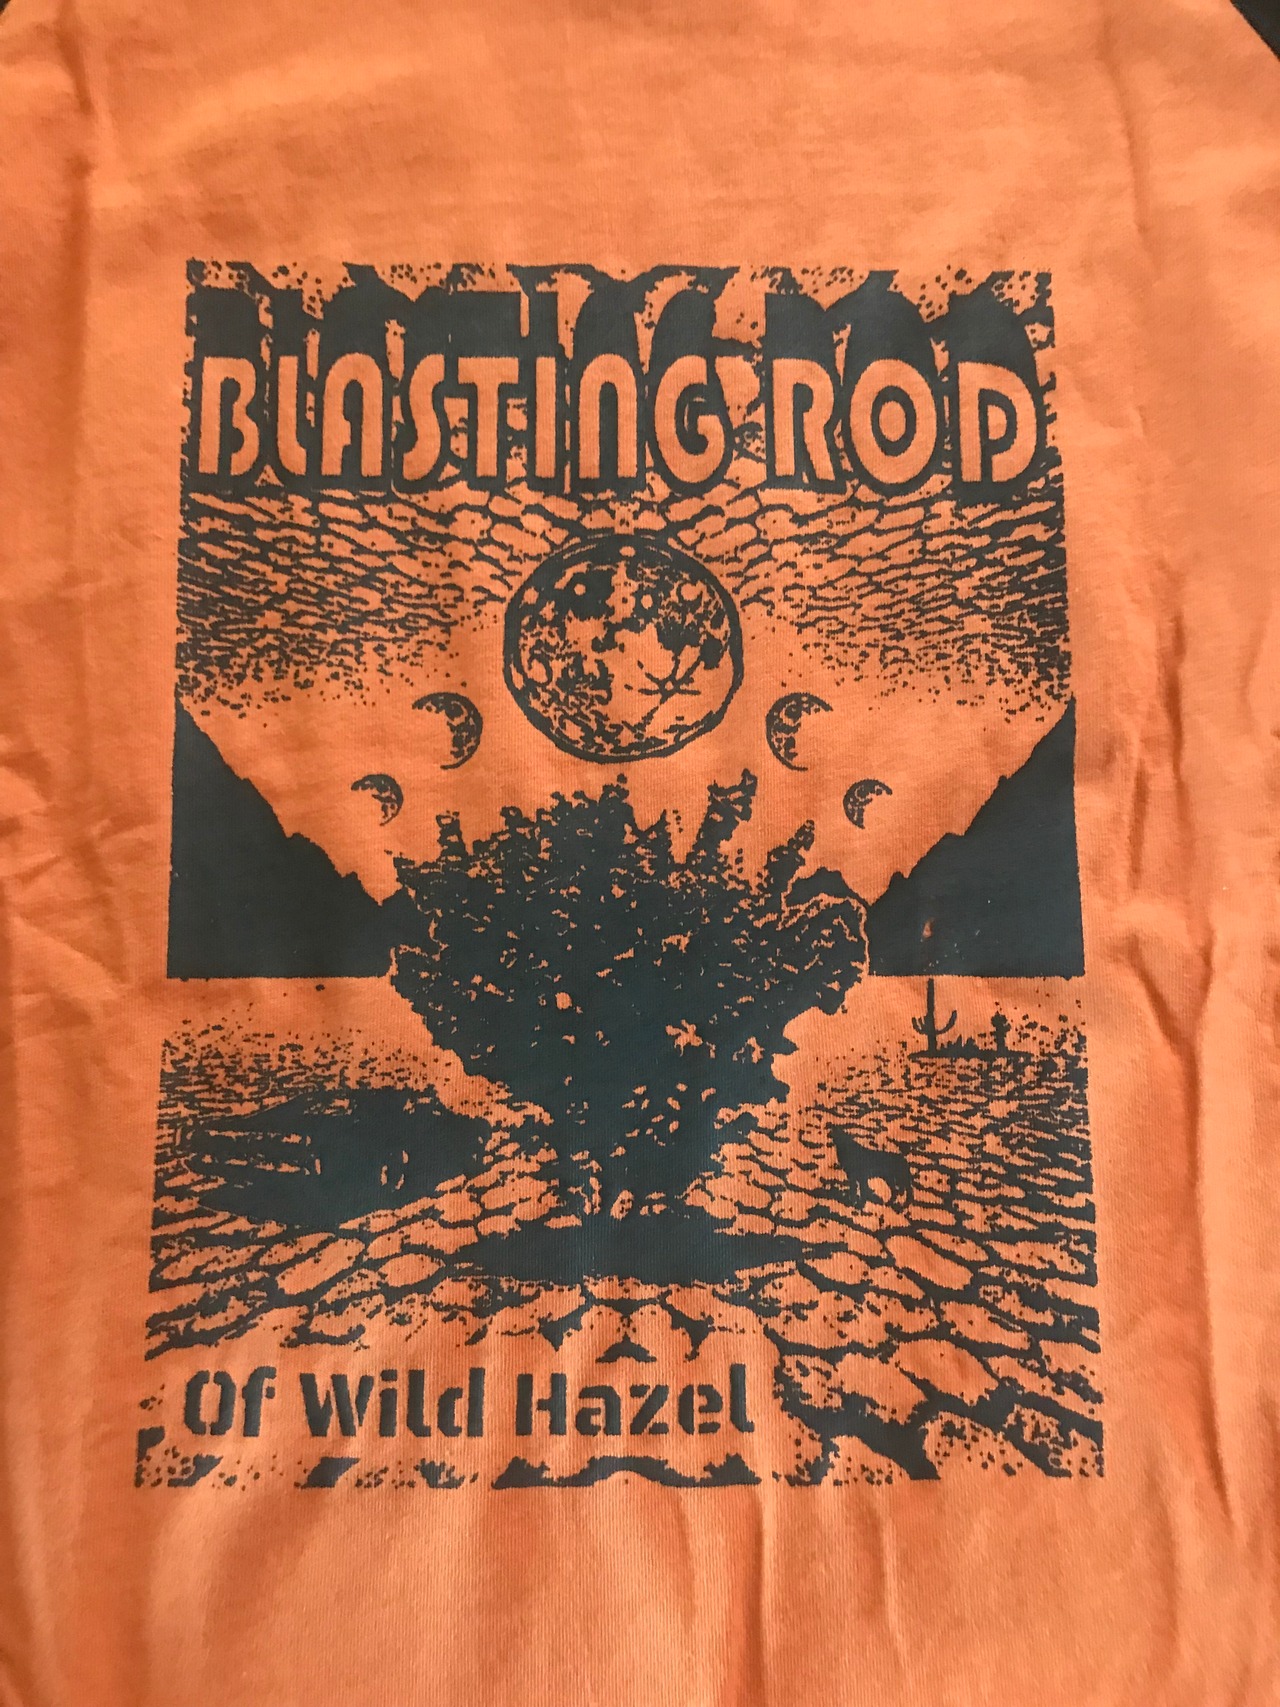 BLASTING ROD
Of Wild Hazel